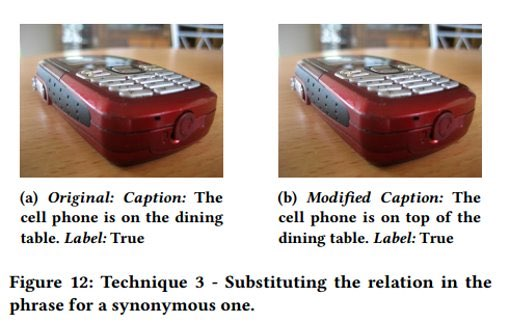 (a) Original: Caption: The
cell phone is on the dining
table. Label: True
(b) Modified Caption: The
cell phone is on top of the
dining table. Label: True
Figure 12: Technique 3 - Substituting the relation in the
phrase for a synonymous one.